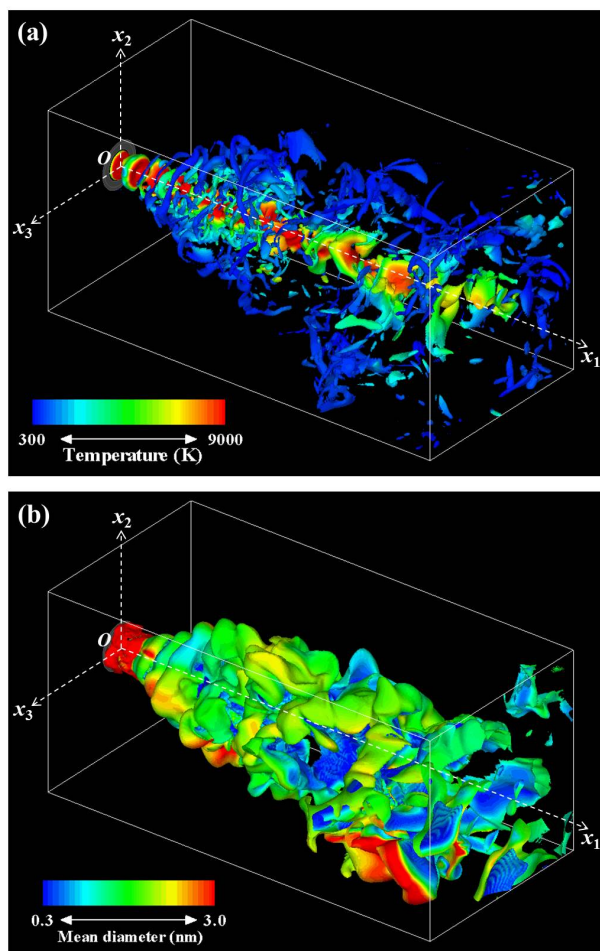 (a)
x2
O
x3
x1
300 9000
Temperature (K)
(b)
x2
O
x3
x1
0.3 3.0
Mean diameter (nm)